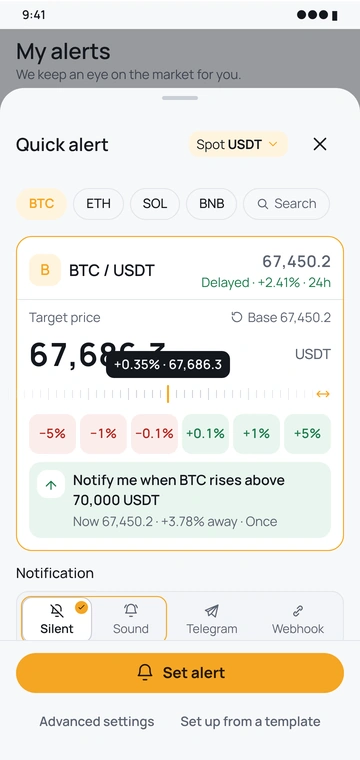 9:41
My alerts
We keep an eye on the market for you.
Quick alert
Spot USDT
BTC
ETH
SOL
BNB
Search
B
BTC / USDT
67,450.2
Delayed · +2.41% · 24h
Target price
Base 67,450.2
67,686.3
USDT
+0.35% · 67,686.3
−5%
−1%
−0.1%
+0.1%
+1%
+5%
Notify me when BTC rises above
70,000 USDT
Now 67,450.2 · +3.78% away · Once
Notification
Silent
Sound
Telegram
Webhook
Set alert
Advanced settings
Set up from a template